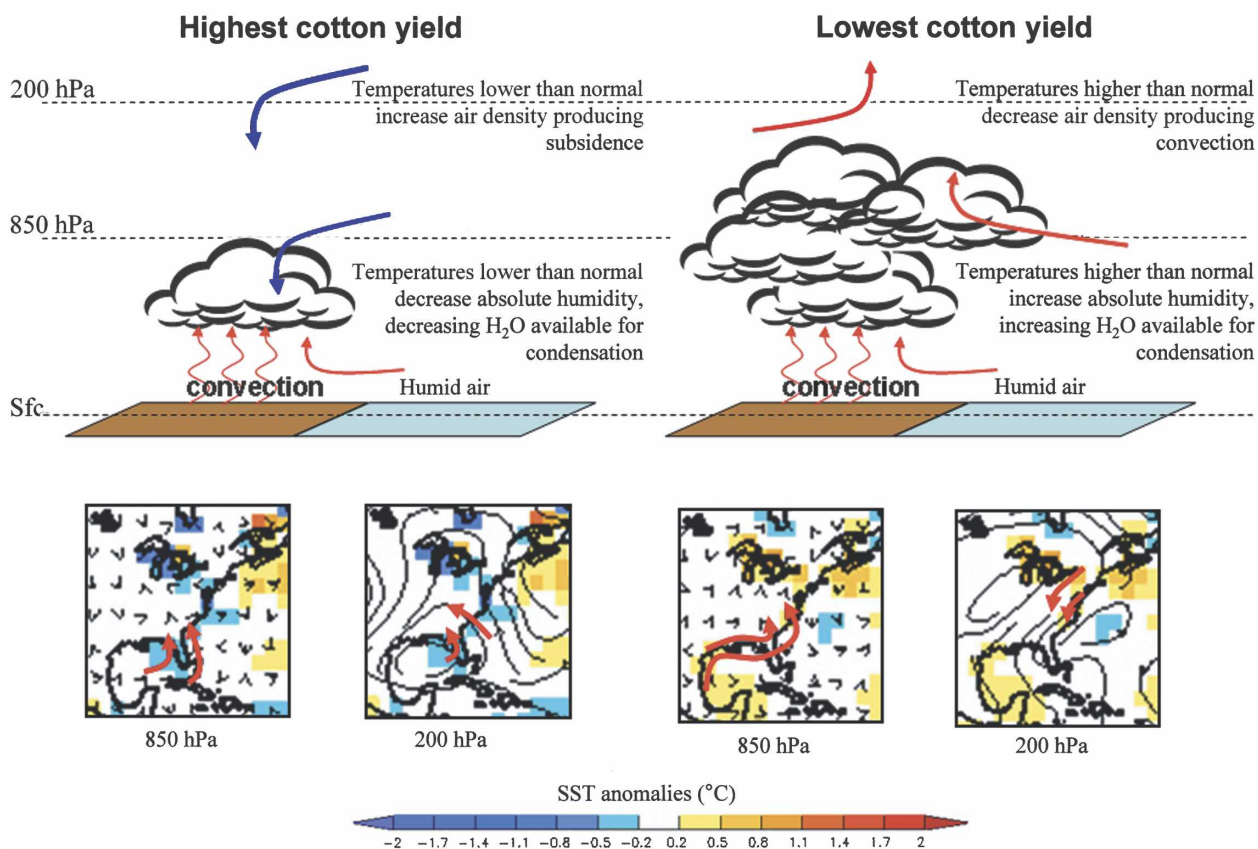 Highest cotton yield
Lowest cotton yield
200 hPa
Temperatures lower than normal
increase air density producing
subsidence
Temperatures higher than normal
decrease air density producing
convection
850 hPa
Temperatures lower than normal
decrease absolute humidity,
decreasing H₂O available for
condensation
Temperatures higher than normal
increase absolute humidity,
increasing H₂O available for
condensation
convection
Humid air
convection
Humid air
Sfc
850 hPa
200 hPa
850 hPa
200 hPa
SST anomalies (°C)
-2 -1.7 -1.4 -1.1 -0.8 -0.5 -0.2 0.2 0.5 0.8 1.1 1.4 1.7 2